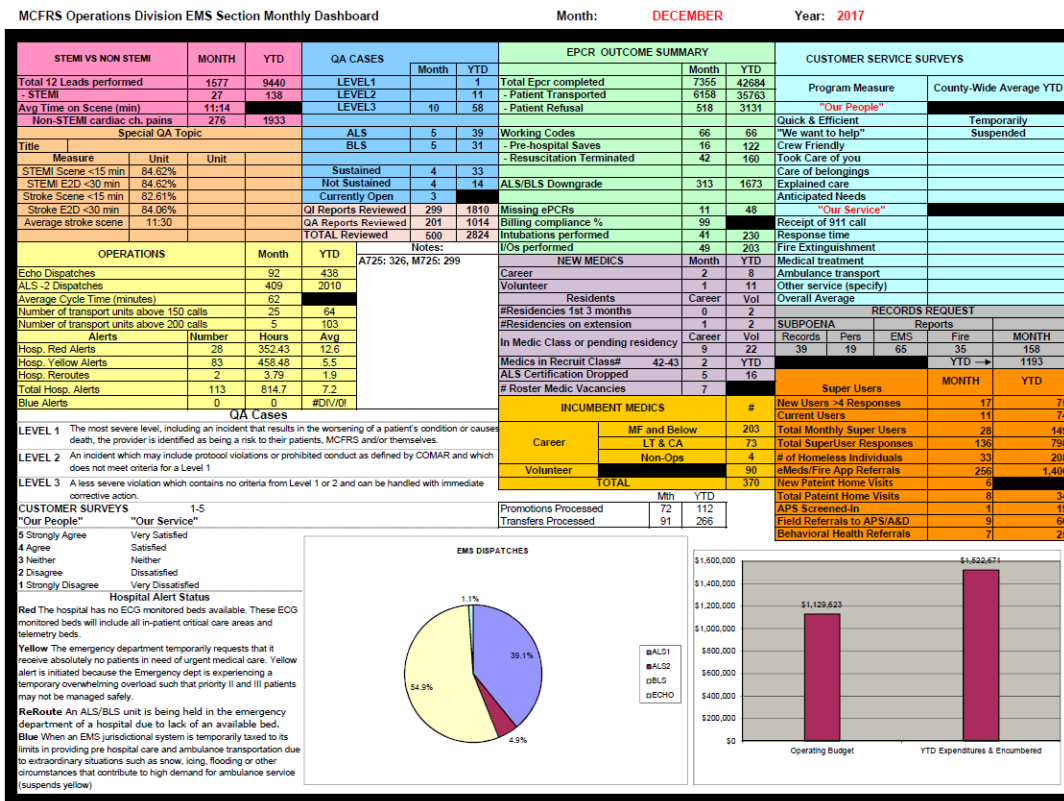 MCFRS Operations Division EMS Section Monthly Dashboard Month: DECEMBER Year: 2017
STEMI VS NON STEMI MONTH YTD
Total 12 Leads performed 1577 9440
- STEMI 27 138
Avg Time on Scene (min) 11:14
Non-STEMI cardiac ch. pains 276 1933
Special QA Topic
Title
Measure Unit Unit
STEMI Scene <15 min 84.62%
STEMI E2D <30 min 84.62%
Stroke Scene <15 min 82.61%
Stroke E2D <30 min 84.06%
Average stroke scene 11:30
QA CASES Month YTD
LEVEL1 1
LEVEL2 11
LEVEL3 10 58
ALS 5 39
BLS 5 31
Sustained 4 33
Not Sustained 4 14
Currently Open 3
QI Reports Reviewed 299 1810
QA Reports Reviewed 201 1014
TOTAL Reviewed 500 2824
Notes:
A725: 326, M725: 299
OPERATIONS Month YTD
Echo Dispatches 92 438
ALS -2 Dispatches 409 2010
Average Cycle Time (minutes) 62
Number of transport units above 150 calls 25 64
Number of transport units above 200 calls 5 103
Alerts Number Hours Avg
Hosp. Red Alerts 28 352.43 12.6
Hosp. Yellow Alerts 83 458.48 5.5
Hosp. Reroutes 2 3.79 1.9
Total Hosp. Alerts 113 814.7 7.2
Blue Alerts 0 0 #DIV/0!
EPCR OUTCOME SUMMARY
Month YTD
Total Epcr completed 7355 42684
- Patient Transported 6158 35763
- Patient Refusal 518 3131
Working Codes 66 66
- Pre-hospital Saves 16 122
- Resuscitation Terminated 42 160
ALS/BLS Downgrade 313 1673
Missing ePCRs 11 48
Billing compliance % 99
Intubations performed 41 230
I/Os performed 49 203
NEW MEDICS Month YTD
Career 2 8
Volunteer 1 11
Residents Career Vol
#Residencies 1st 3 months 0 2
#Residencies on extension 1 2
In Medic Class or pending residency Career Vol
9 22
Medics in Recruit Class# 42-43 2 YTD
ALS Certification Dropped 5 16
# Roster Medic Vacancies 7
INCUMBENT MEDICS #
Career MF and Below 203
LT & CA 73
Non-Ops 4
Volunteer 90
TOTAL 370
Mth YTD
Promotions Processed 72 112
Transfers Processed 91 266
CUSTOMER SERVICE SURVEYS
Program Measure County-Wide Average YTD
"Our People"
Quick & Efficient Temporarily
"We want to help" Suspended
Crew Friendly
Took Care of you
Care of belongings
Explained care
Anticipated Needs
"Our Service"
Receipt of 911 call
Response time
Fire Extinguishment
Medical treatment
Ambulance transport
Other service (specify)
Overall Average
RECORDS REQUEST
SUBPOENA Reports
Records Pers EMS Fire MONTH
39 19 65 35 158
YTD → 1193
Super Users MONTH YTD
New Users >4 Responses 17
Current Users 11
Total Monthly Super Users 28
Total SuperUser Responses 136
# of Homeless Individuals 33
eMeds/Fire App Referrals 256
New Pateint Home Visits 6
Total Pateint Home Visits 8
APS Screened-In 1
Field Referrals to APS/A&D 9
Behavioral Health Referrals 7
QA Cases
LEVEL 1 The most severe level, including an incident that results in the worsening of a patient's condition or causes
death, the provider is identified as being a risk to their patients, MCFRS and/or themselves.
LEVEL 2 An incident which may include protocol violations or prohibited conduct as defined by COMAR and which
does not meet criteria for a Level 1
LEVEL 3 A less severe violation which contains no criteria from Level 1 or 2 and can be handled with immediate
corrective action.
CUSTOMER SURVEYS 1-5
"Our People" "Our Service"
5 Strongly Agree Very Satisfied
4 Agree Satisfied
3 Neither Neither
2 Disagree Dissatisfied
1 Strongly Disagree Very Dissatisfied
Hospital Alert Status
Red The hospital has no ECG monitored beds available. These ECG
monitored beds will include all in-patient critical care areas and
telemetry beds.
Yellow The emergency department temporarily requests that it
receive absolutely no patients in need of urgent medical care. Yellow
alert is initiated because the Emergency dept is experiencing a
temporary overwhelming overload such that priority II and III patients
may not be managed safely.
ReRoute An ALS/BLS unit is being held in the emergency
department of a hospital due to lack of an available bed.
Blue When an EMS jurisdictional system is temporarily taxed to its
limits in providing pre hospital care and ambulance transportation due
to extraordinary situations such as snow, icing, flooding or other
circumstances that contribute to high demand for ambulance service
(suspends yellow)
EMS DISPATCHES
1.1%
39.1%
54.9%
4.9%
ALS1
ALS2
BLS
ECHO
$1,600,000
$1,400,000
$1,200,000
$1,000,000
$800,000
$600,000
$400,000
$200,000
$0
$1,129,623
$1,522,671
Operating Budget YTD Expenditures & Encumbered